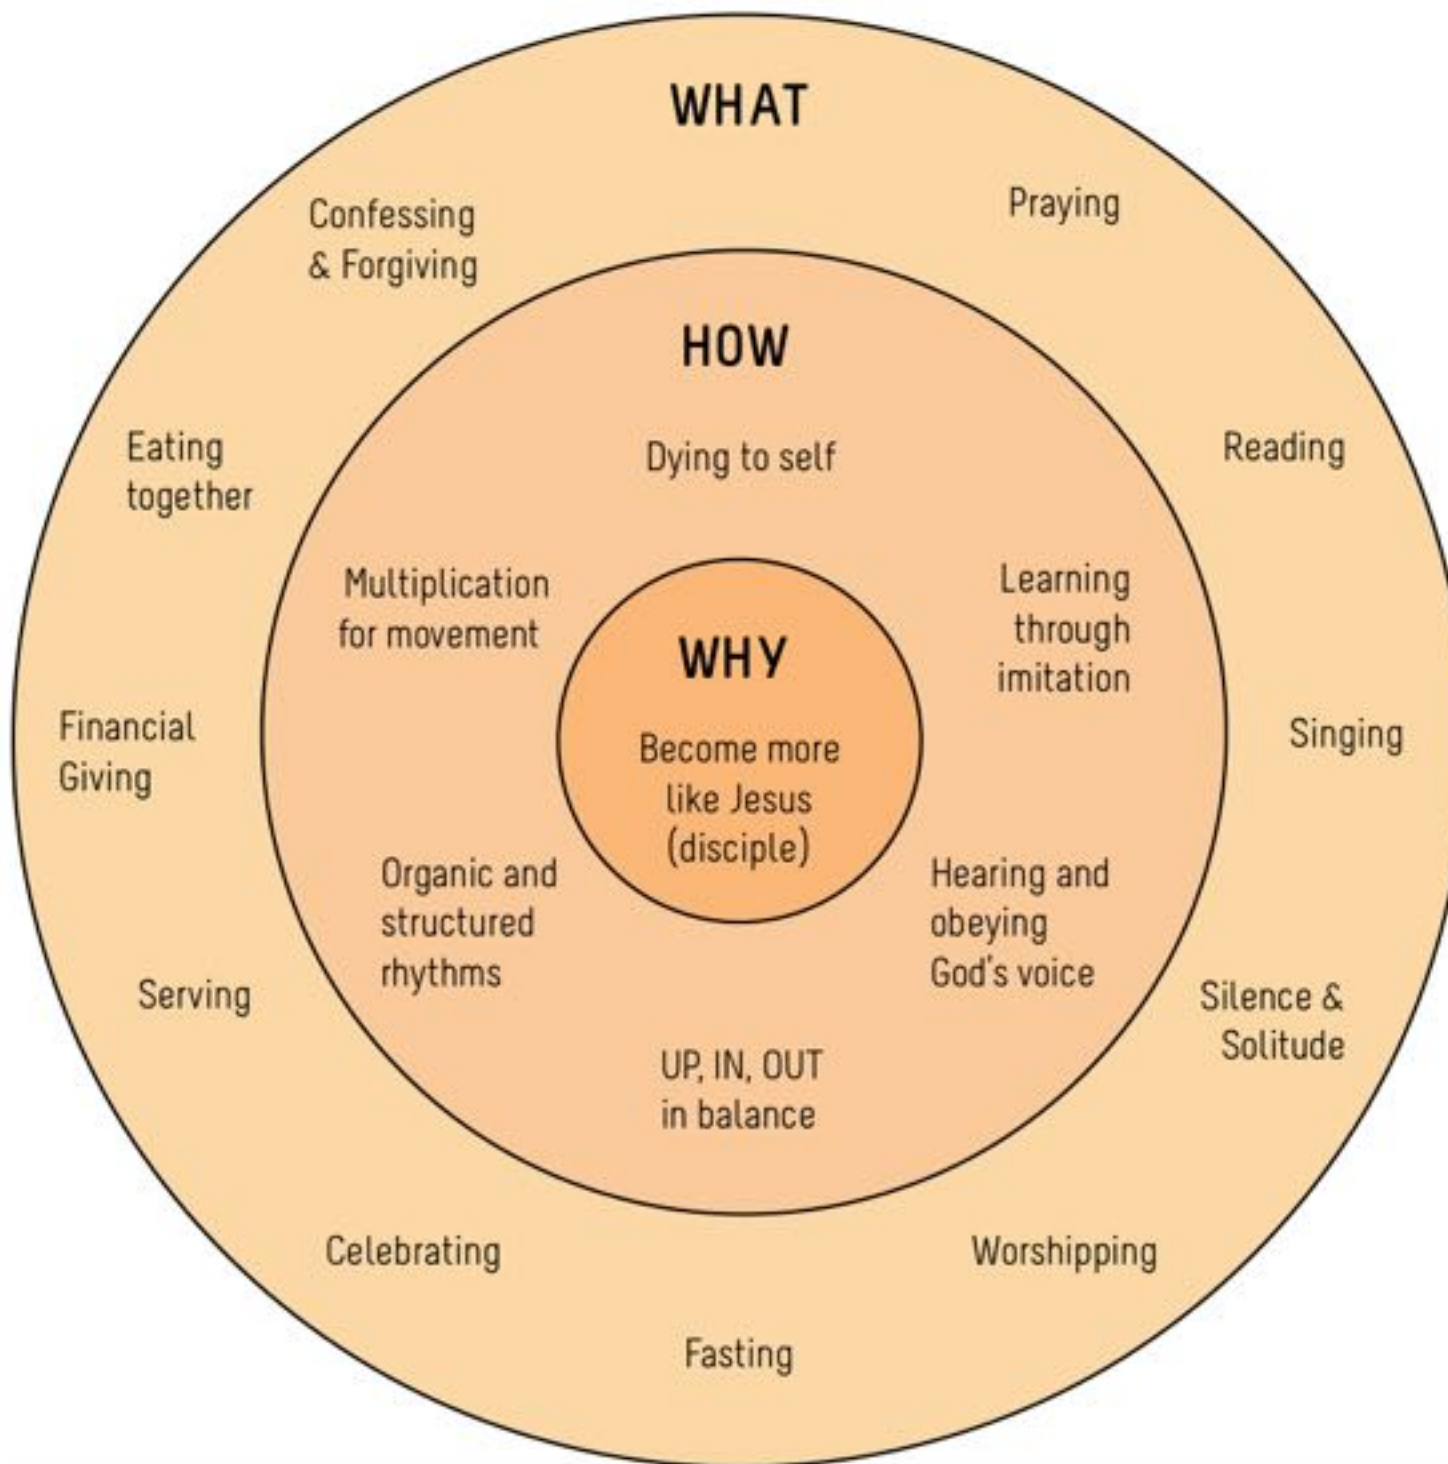 WHAT
Praying
Reading
Singing
Silence &
Solitude
Worshipping
Fasting
Celebrating
Serving
Financial
Giving
Eating
together
Confessing
& Forgiving
HOW
Dying to self
Learning
through
imitation
Hearing and
obeying
God's voice
UP, IN, OUT
in balance
Organic and
structured
rhythms
Multiplication
for movement
WHY
Become more
like Jesus
(disciple)